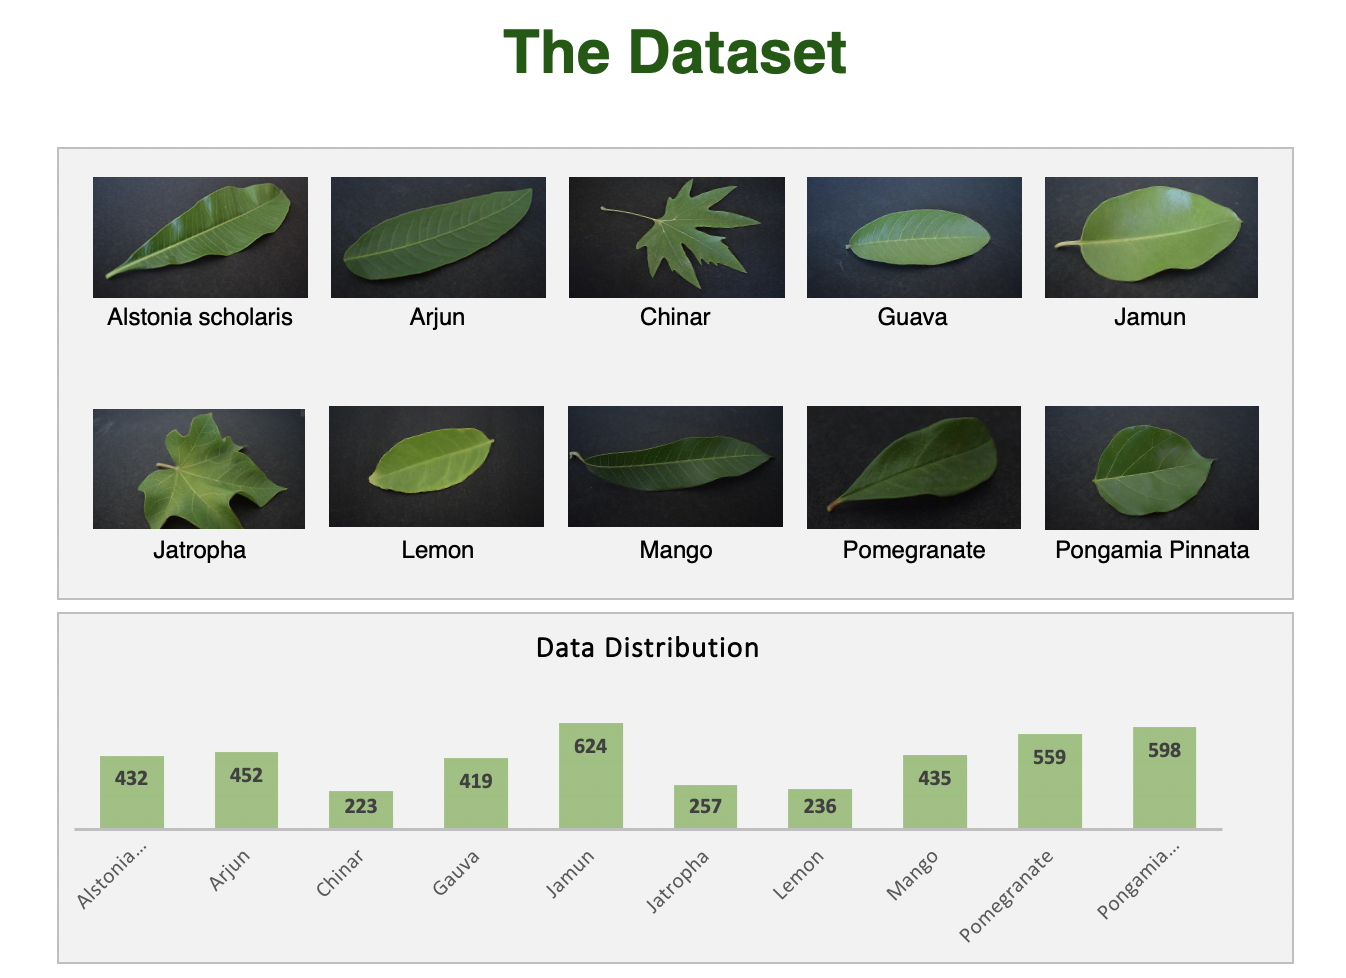 The Dataset
Alstonia scholaris
Arjun
Chinar
Guava
Jamun
Jatropha
Lemon
Mango
Pomegranate
Pongamia Pinnata
Data Distribution
432
452
223
419
624
257
236
435
559
598
Alstonia...
Arjun
Chinar
Gauva
Jamun
Jatropha
Lemon
Mango
Pomegranate
Pongamia...